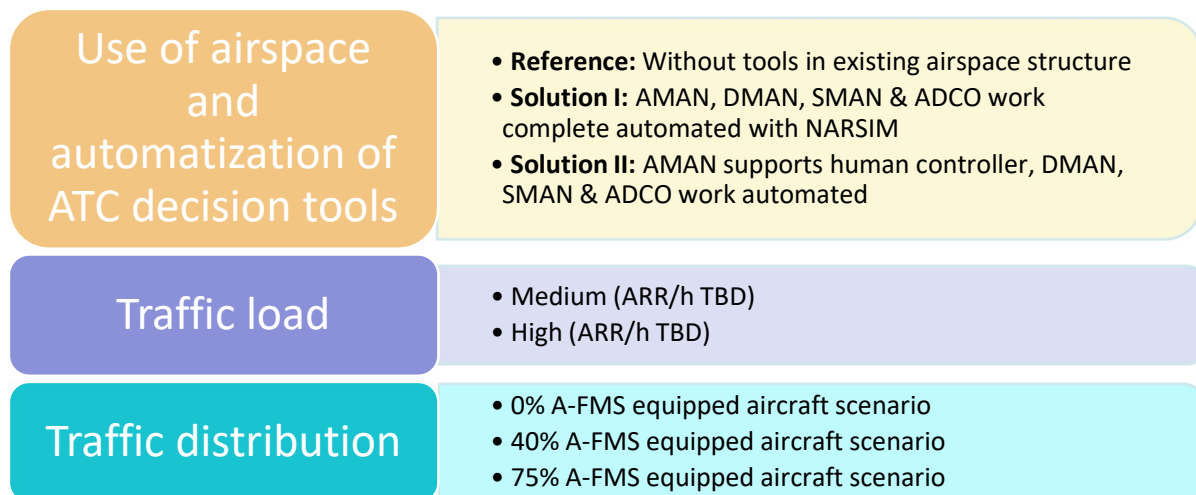 Use of airspace
and
automatization of
ATC decision tools
• Reference: Without tools in existing airspace structure
• Solution I: AMAN, DMAN, SMAN & ADCO work
complete automated with NARSIM
• Solution II: AMAN supports human controller, DMAN,
SMAN & ADCO work automated
Traffic load
• Medium (ARR/h TBD)
• High (ARR/h TBD)
Traffic distribution
• 0% A-FMS equipped aircraft scenario
• 40% A-FMS equipped aircraft scenario
• 75% A-FMS equipped aircraft scenario